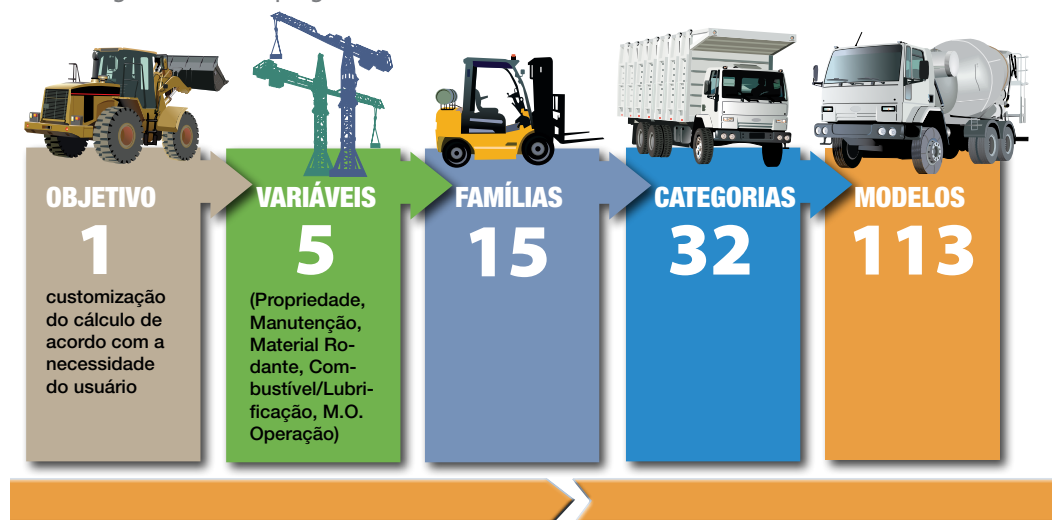 OBJETIVO
1
customização
do cálculo de
acordo com a
necessidade
do usuário
VARIÁVEIS
5
(Propriedade,
Manutenção,
Material Ro-
dante, Com-
bustível/Lubri-
ficação, M.O.
Operação)
FAMÍLIAS
15
CATEGORIAS
32
MODELOS
113